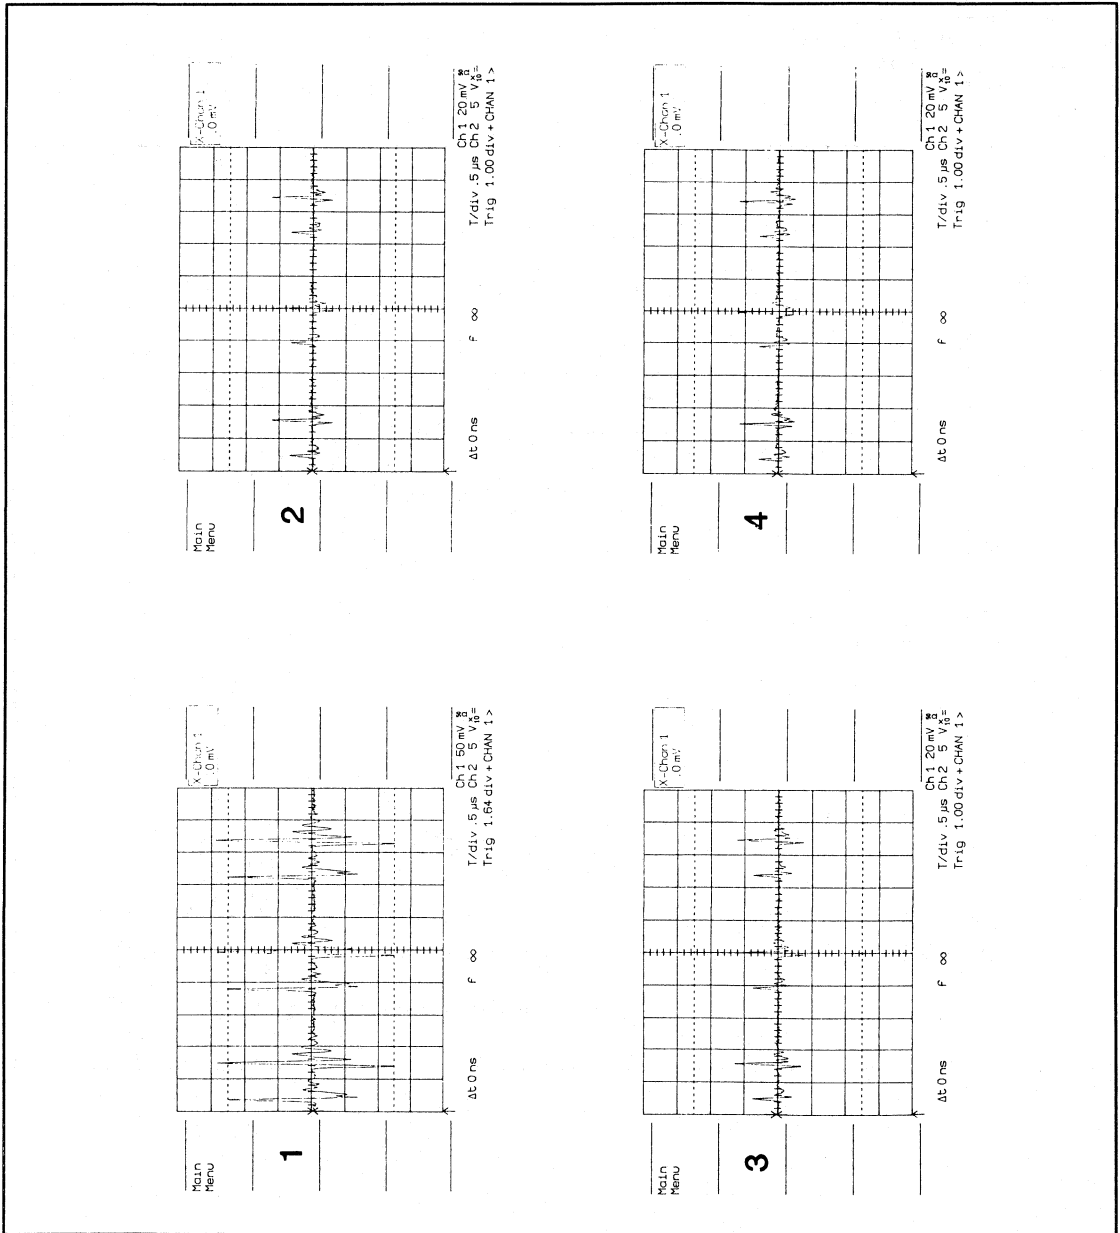 1
Main
Menu
X-Chan 1
.0 mV
Ch 1 50 mV
Δt 0 ns f ∞ T/div .5 µs Ch 2 5 V x10 =
Trig 1.64 div + CHAN 1 >
2
Main
Menu
X-Chan 1
.0 mV
Ch 1 20 mV
Δt 0 ns f ∞ T/div .5 µs Ch 2 5 V x10 =
Trig 1.00 div + CHAN 1 >
3
Main
Menu
X-Chan 1
.0 mV
Ch 1 20 mV
Δt 0 ns f ∞ T/div .5 µs Ch 2 5 V x10 =
Trig 1.00 div + CHAN 1 >
4
Main
Menu
X-Chan 1
.0 mV
Ch 1 20 mV
Δt 0 ns f ∞ T/div .5 µs Ch 2 5 V x10 =
Trig 1.00 div + CHAN 1 >